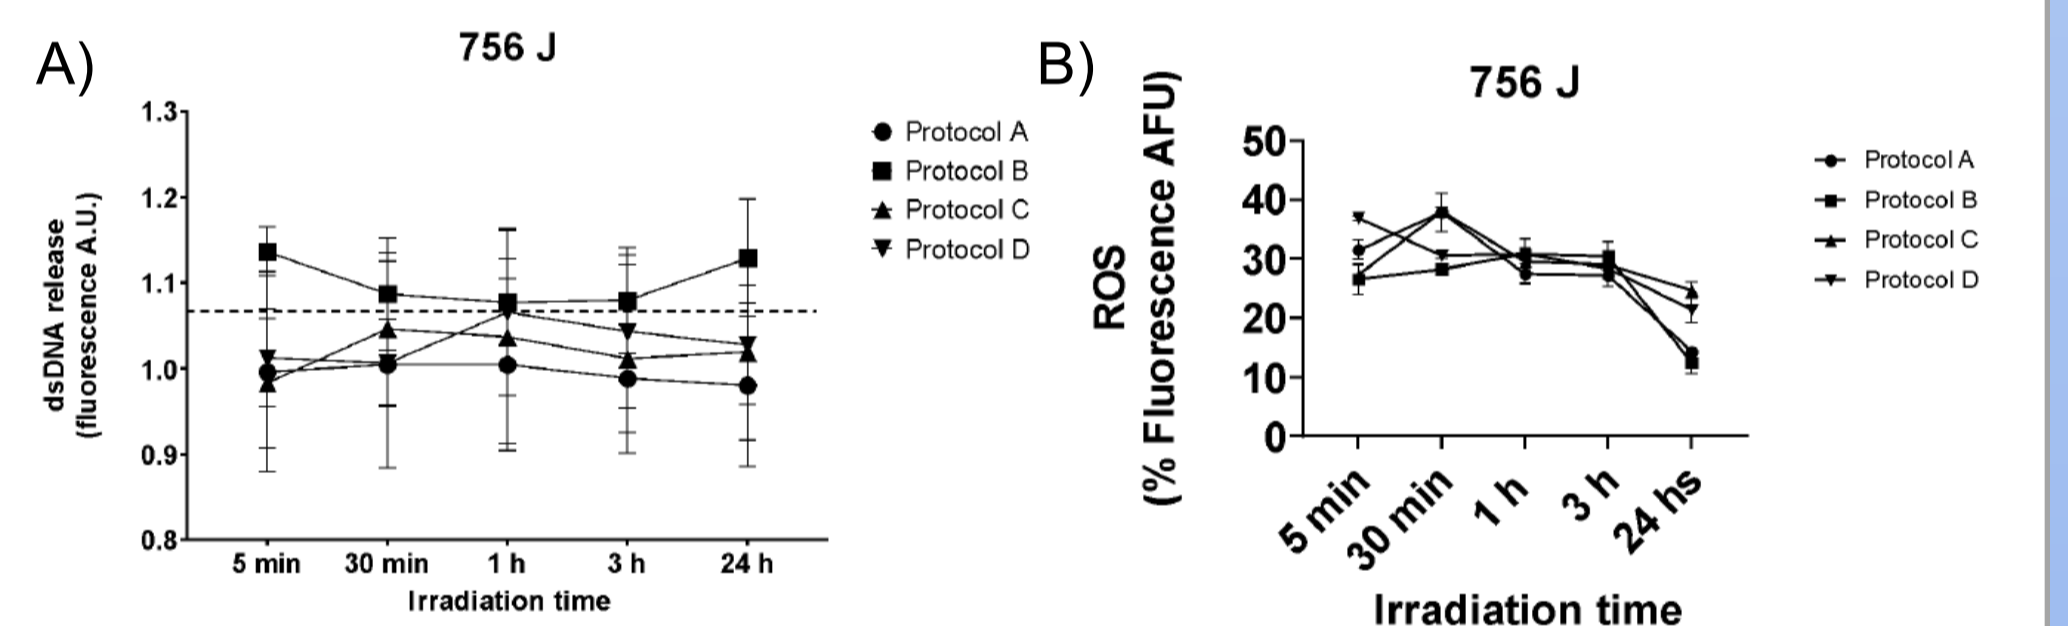 A)
756 J
dsDNA release
(fluorescence A.U.)
1.3
1.2
1.1
1.0
0.9
0.8
5 min 30 min 1 h 3 h 24 h
Irradiation time
Protocol A
Protocol B
Protocol C
Protocol D
B)
756 J
ROS
(% Fluorescence AFU)
50
40
30
20
10
0
5 min 30 min 1 h 3 h 24 hs
Irradiation time
Protocol A
Protocol B
Protocol C
Protocol D